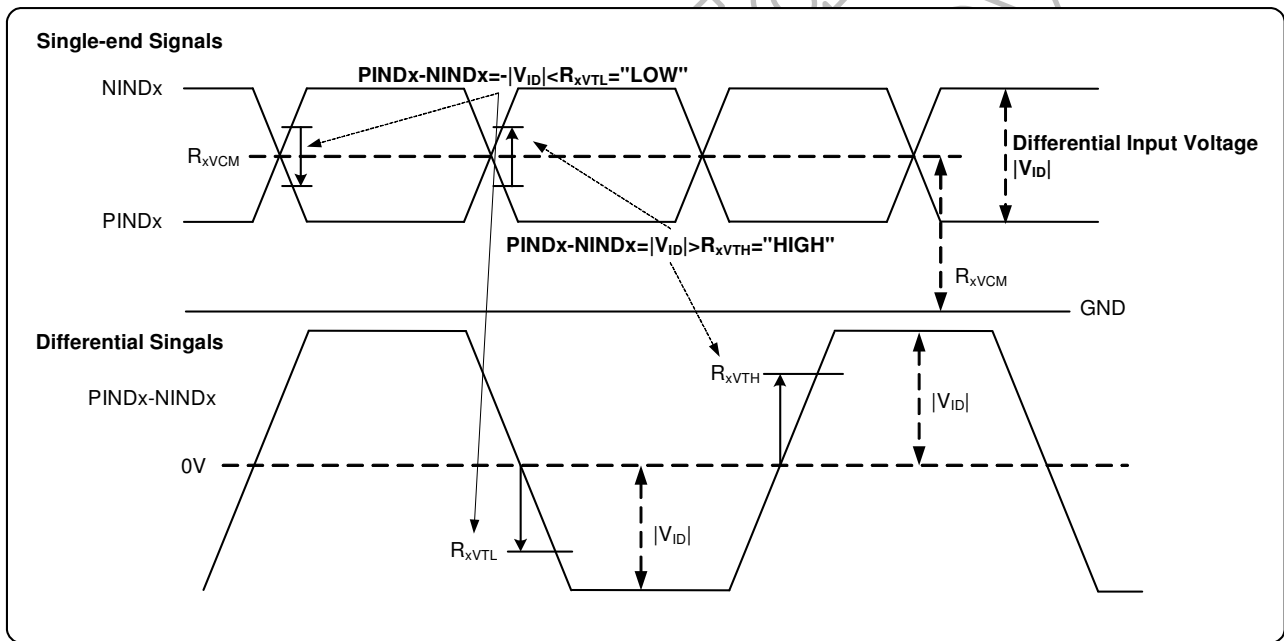 Single-end Signals
PINDx-NINDx=-|VID|<RxVTL="LOW"
NINDx
RxVCM
Differential Input Voltage
|VID|
PINDx
PINDx-NINDx=|VID|>RxVTH="HIGH"
RxVCM
GND
Differential Singals
RxVTH
PINDx-NINDx
|VID|
0V
|VID|
RxVTL